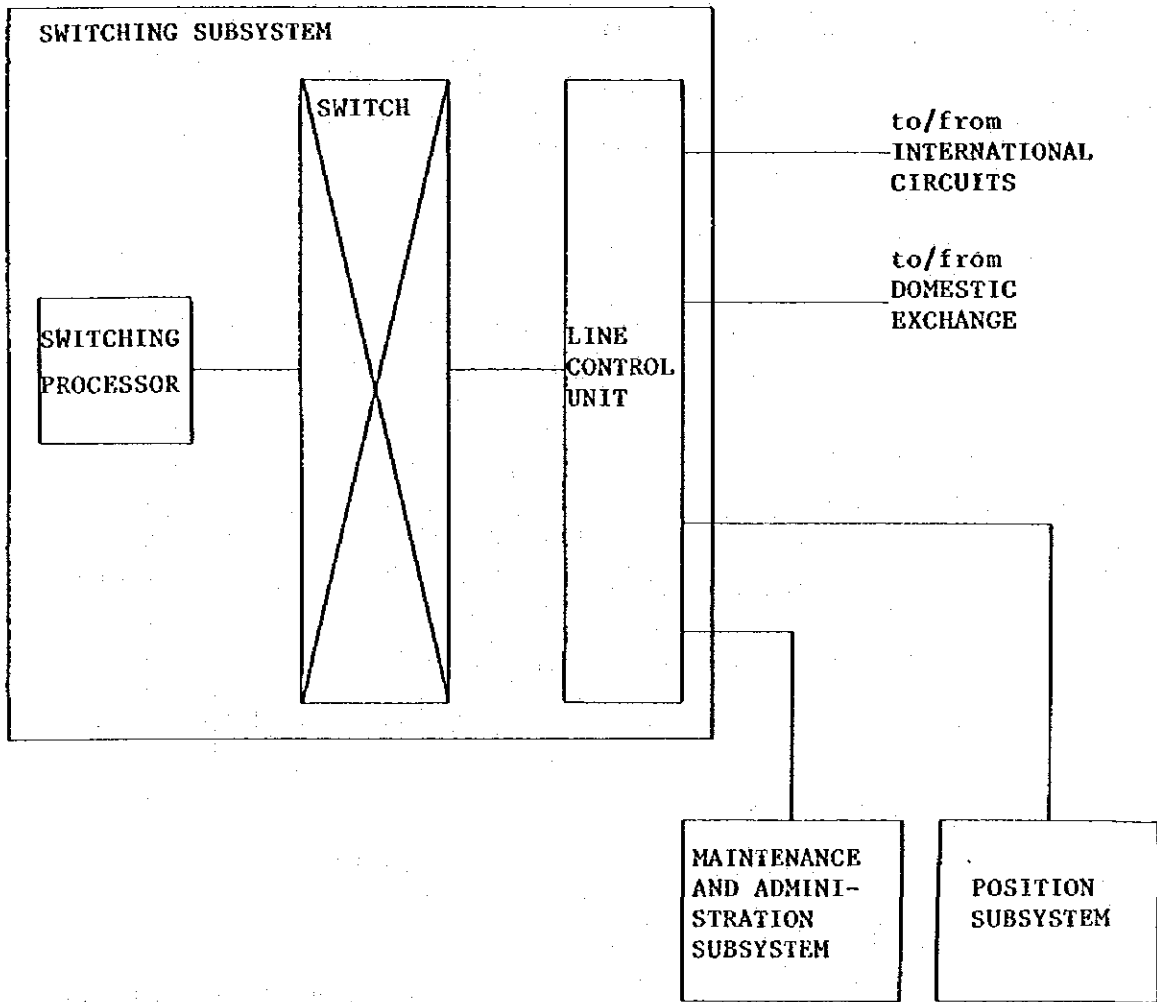 SWITCHING SUBSYSTEM
SWITCH
to/from
INTERNATIONAL
CIRCUITS
to/from
DOMESTIC
EXCHANGE
SWITCHING
PROCESSOR
LINE
CONTROL
UNIT
MAINTENANCE
AND ADMINI-
STRATION
SUBSYSTEM
POSITION
SUBSYSTEM